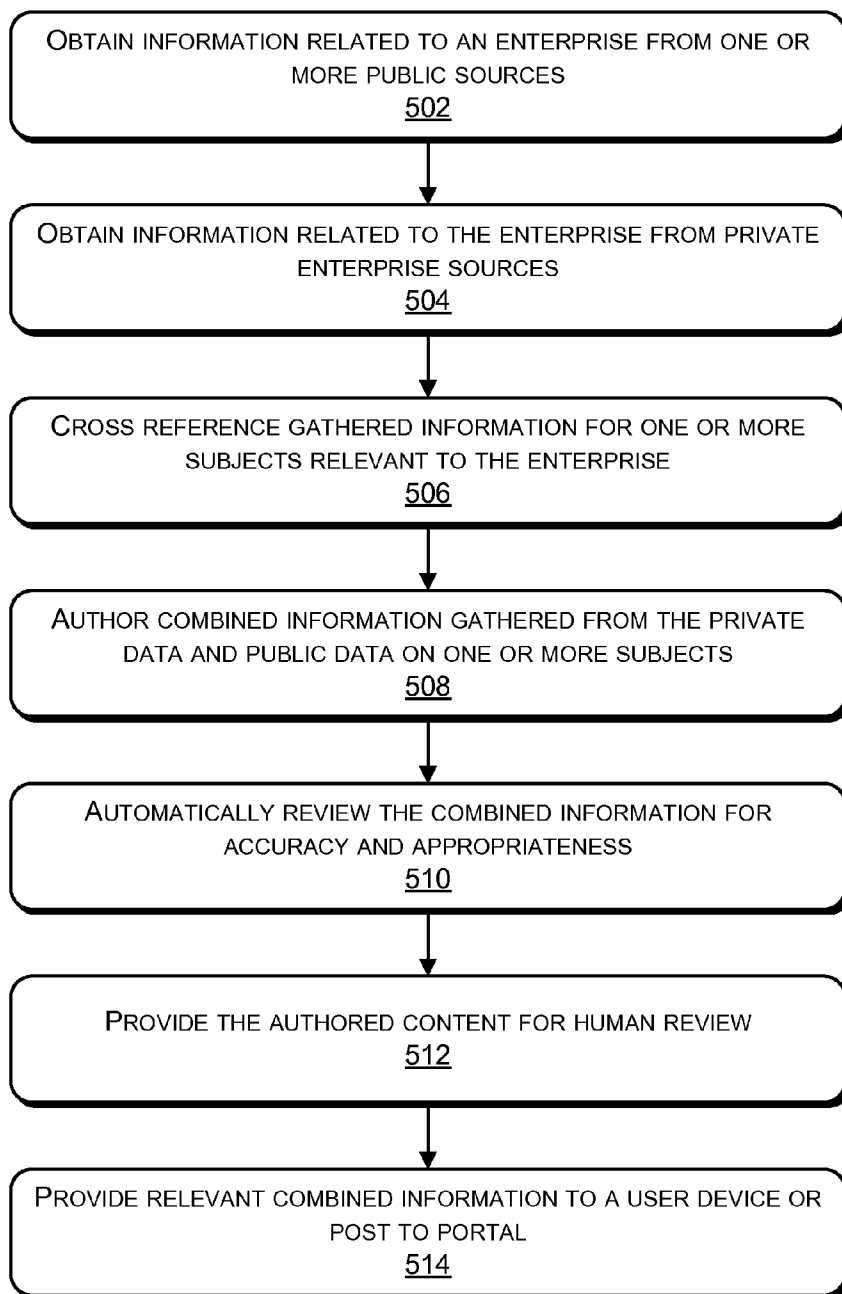 OBTAIN INFORMATION RELATED TO AN ENTERPRISE FROM ONE OR
MORE PUBLIC SOURCES
502
OBTAIN INFORMATION RELATED TO THE ENTERPRISE FROM PRIVATE
ENTERPRISE SOURCES
504
CROSS REFERENCE GATHERED INFORMATION FOR ONE OR MORE
SUBJECTS RELEVANT TO THE ENTERPRISE
506
AUTHOR COMBINED INFORMATION GATHERED FROM THE PRIVATE
DATA AND PUBLIC DATA ON ONE OR MORE SUBJECTS
508
AUTOMATICALLY REVIEW THE COMBINED INFORMATION FOR
ACCURACY AND APPROPRIATENESS
510
PROVIDE THE AUTHORED CONTENT FOR HUMAN REVIEW
512
PROVIDE RELEVANT COMBINED INFORMATION TO A USER DEVICE OR
POST TO PORTAL
514